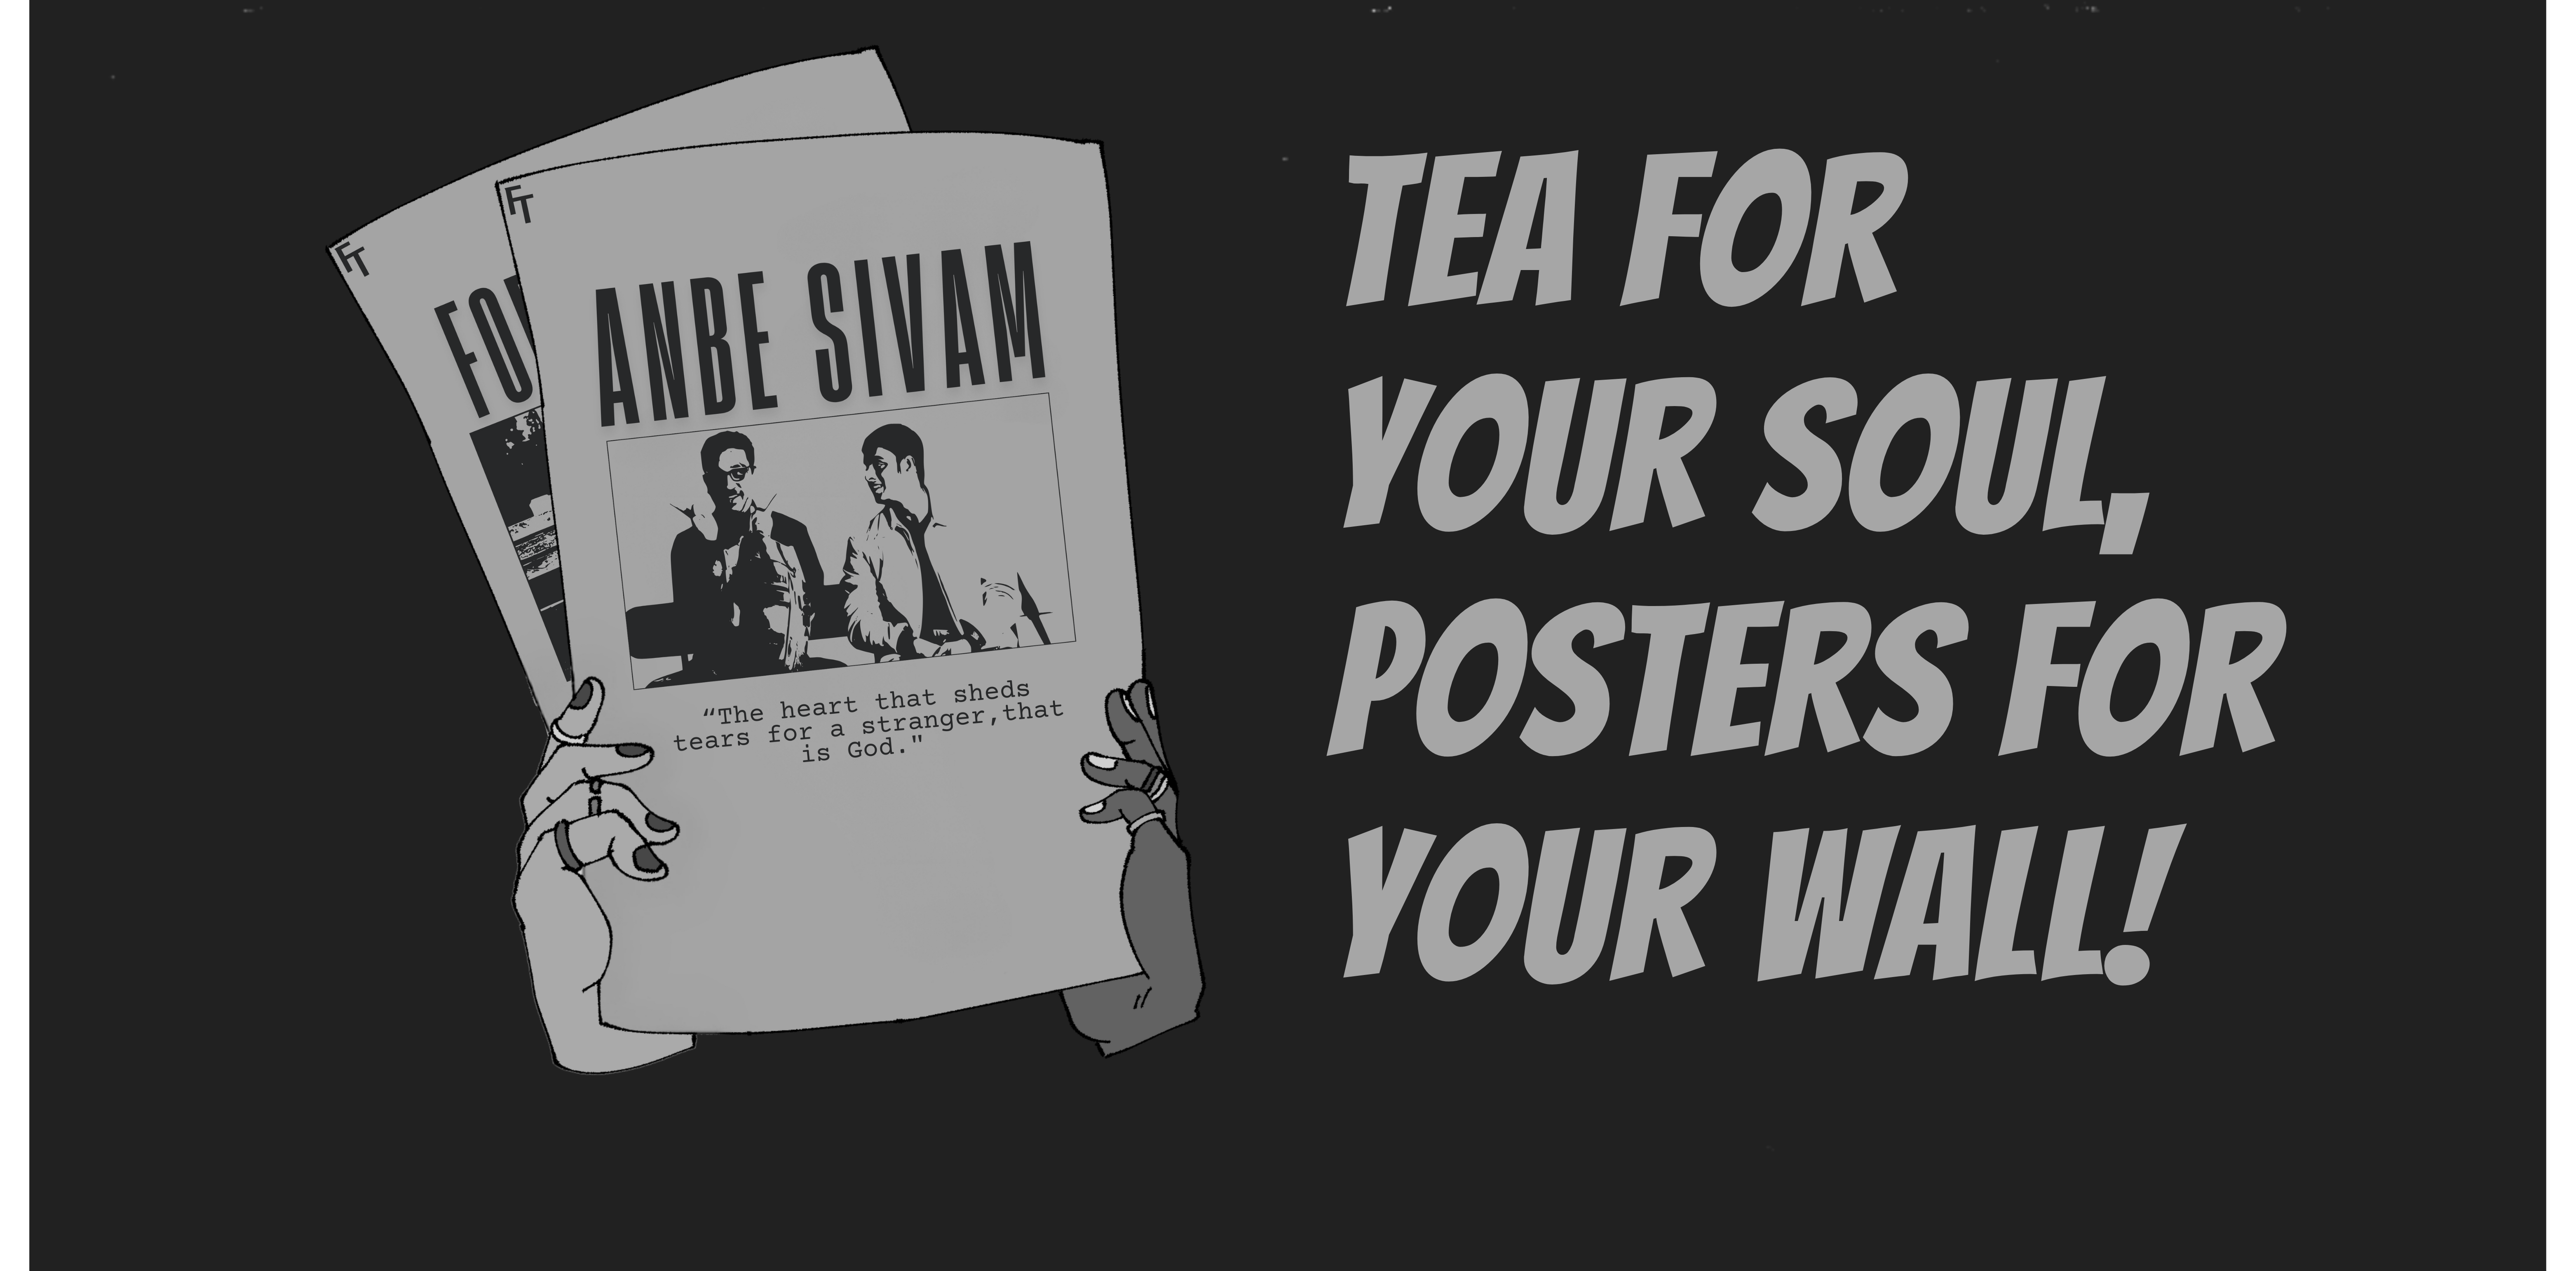 FT
FT
FO
ANBE SIVAM
“The heart that sheds
tears for a stranger,that
is God."
TEA FOR
YOUR SOUL,
POSTERS FOR
YOUR WALL!